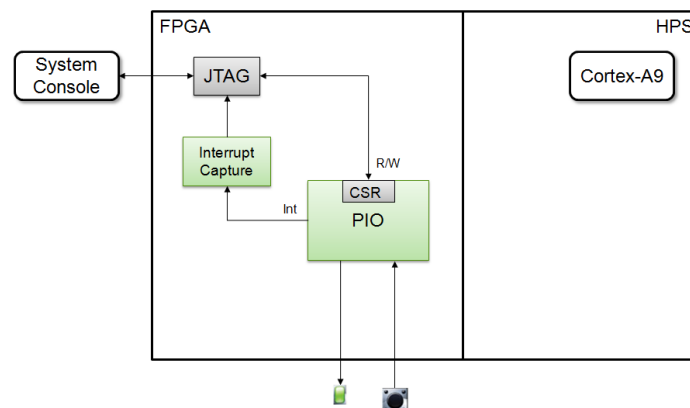 FPGA
HPS
System
Console
JTAG
Cortex-A9
Interrupt
Capture
R/W
CSR
Int
PIO